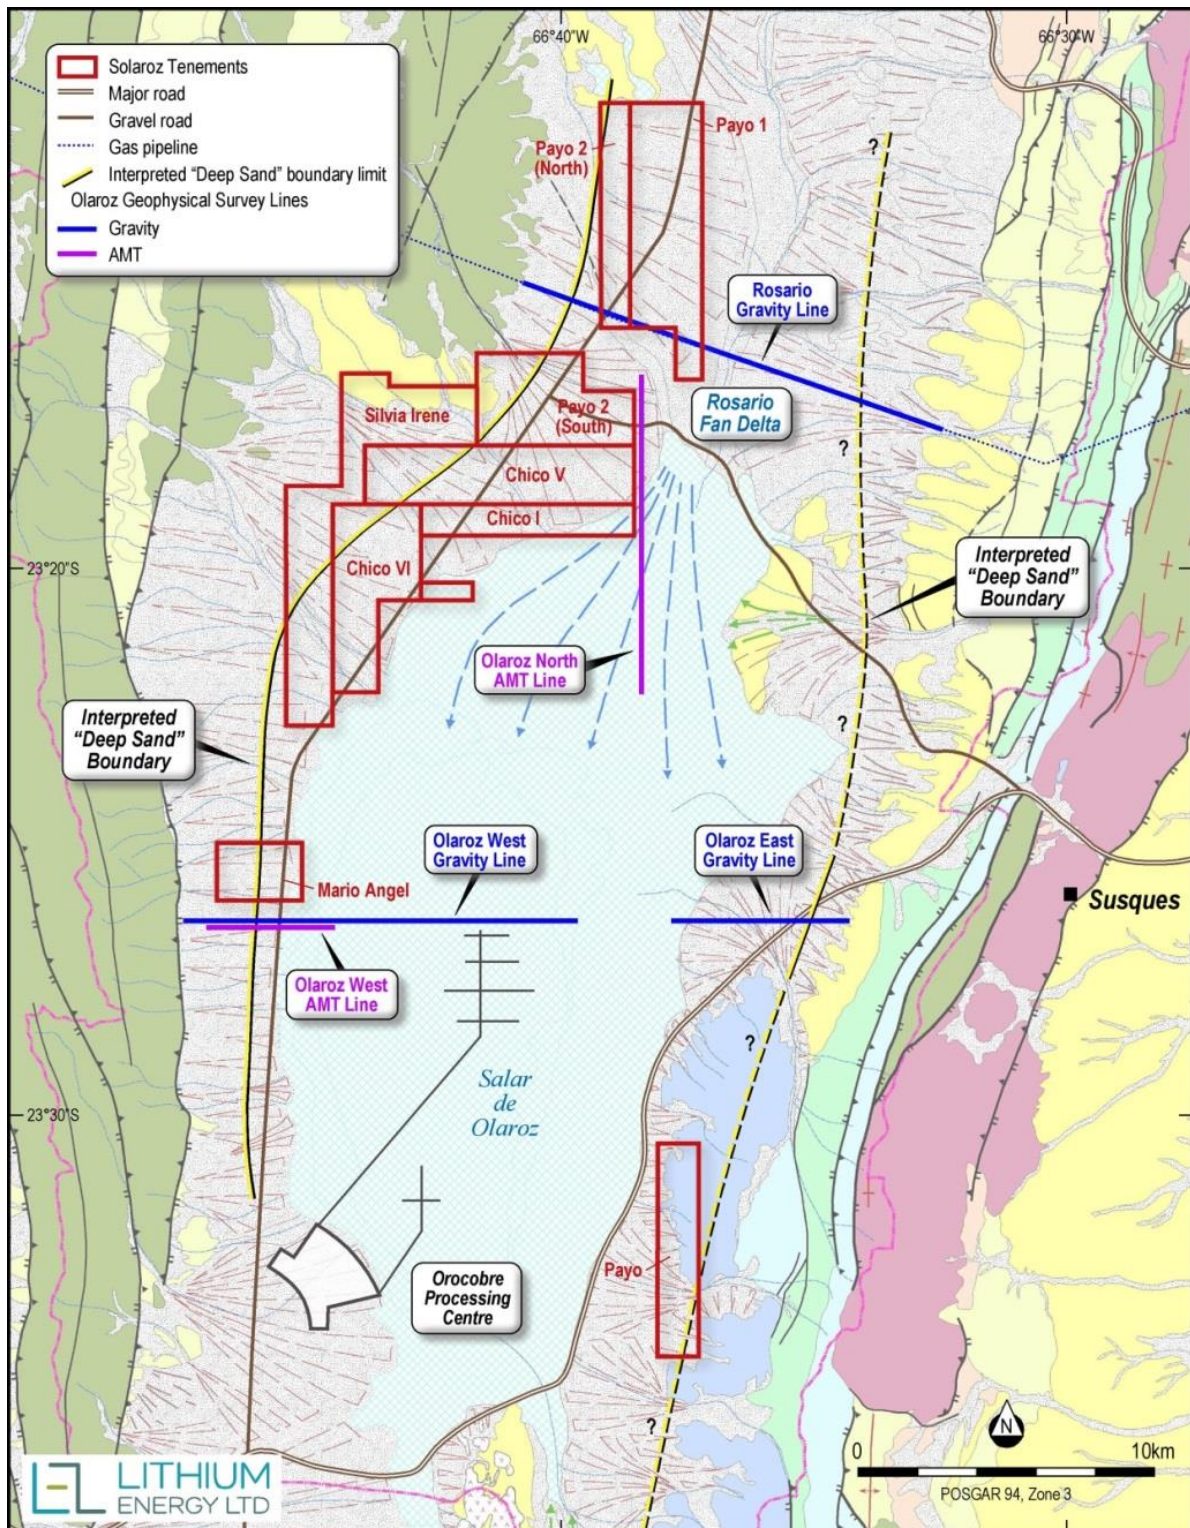 66°40'W
66°30'W
Solaroz Tenements
Major road
Gravel road
Gas pipeline
Interpreted “Deep Sand” boundary limit
Olaroz Geophysical Survey Lines
Gravity
AMT
Payo 1
Payo 2
(North)
?
Rosario
Gravity Line
Silvia Irene
Payo 2
(South)
Rosario
Fan Delta
?
Chico V
Chico I
Chico VI
23°20'S
Interpreted
“Deep Sand”
Boundary
Olaroz North
AMT Line
Interpreted
“Deep Sand”
Boundary
?
Olaroz West
Gravity Line
Olaroz East
Gravity Line
Mario Angel
Susques
Olaroz West
AMT Line
?
Salar
de
Olaroz
23°30'S
Payo
Orocobre
Processing
Centre
?
N
0
10km
POSGAR 94, Zone 3
LITHIUM
ENERGY LTD